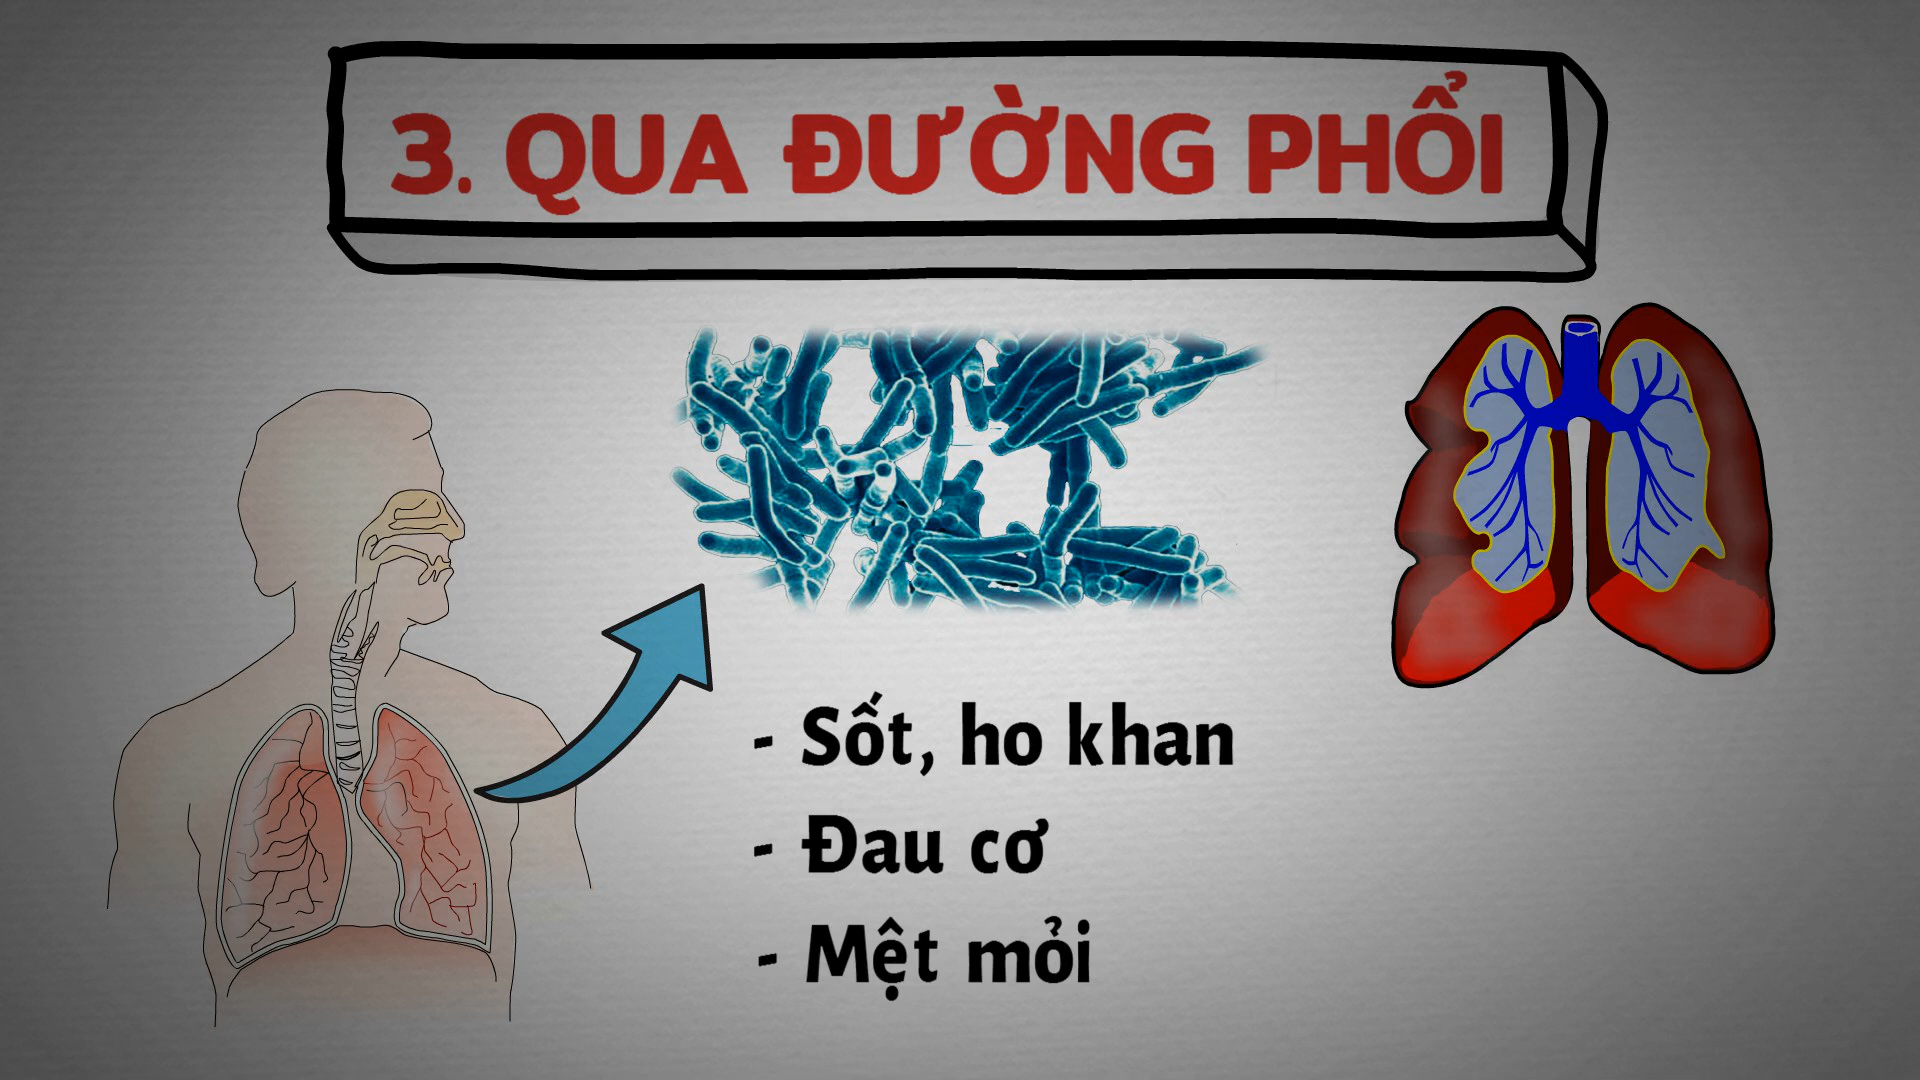 3. QUA ĐƯỜNG PHỔI
- Sốt, ho khan
- Đau cơ
- Mệt mỏi